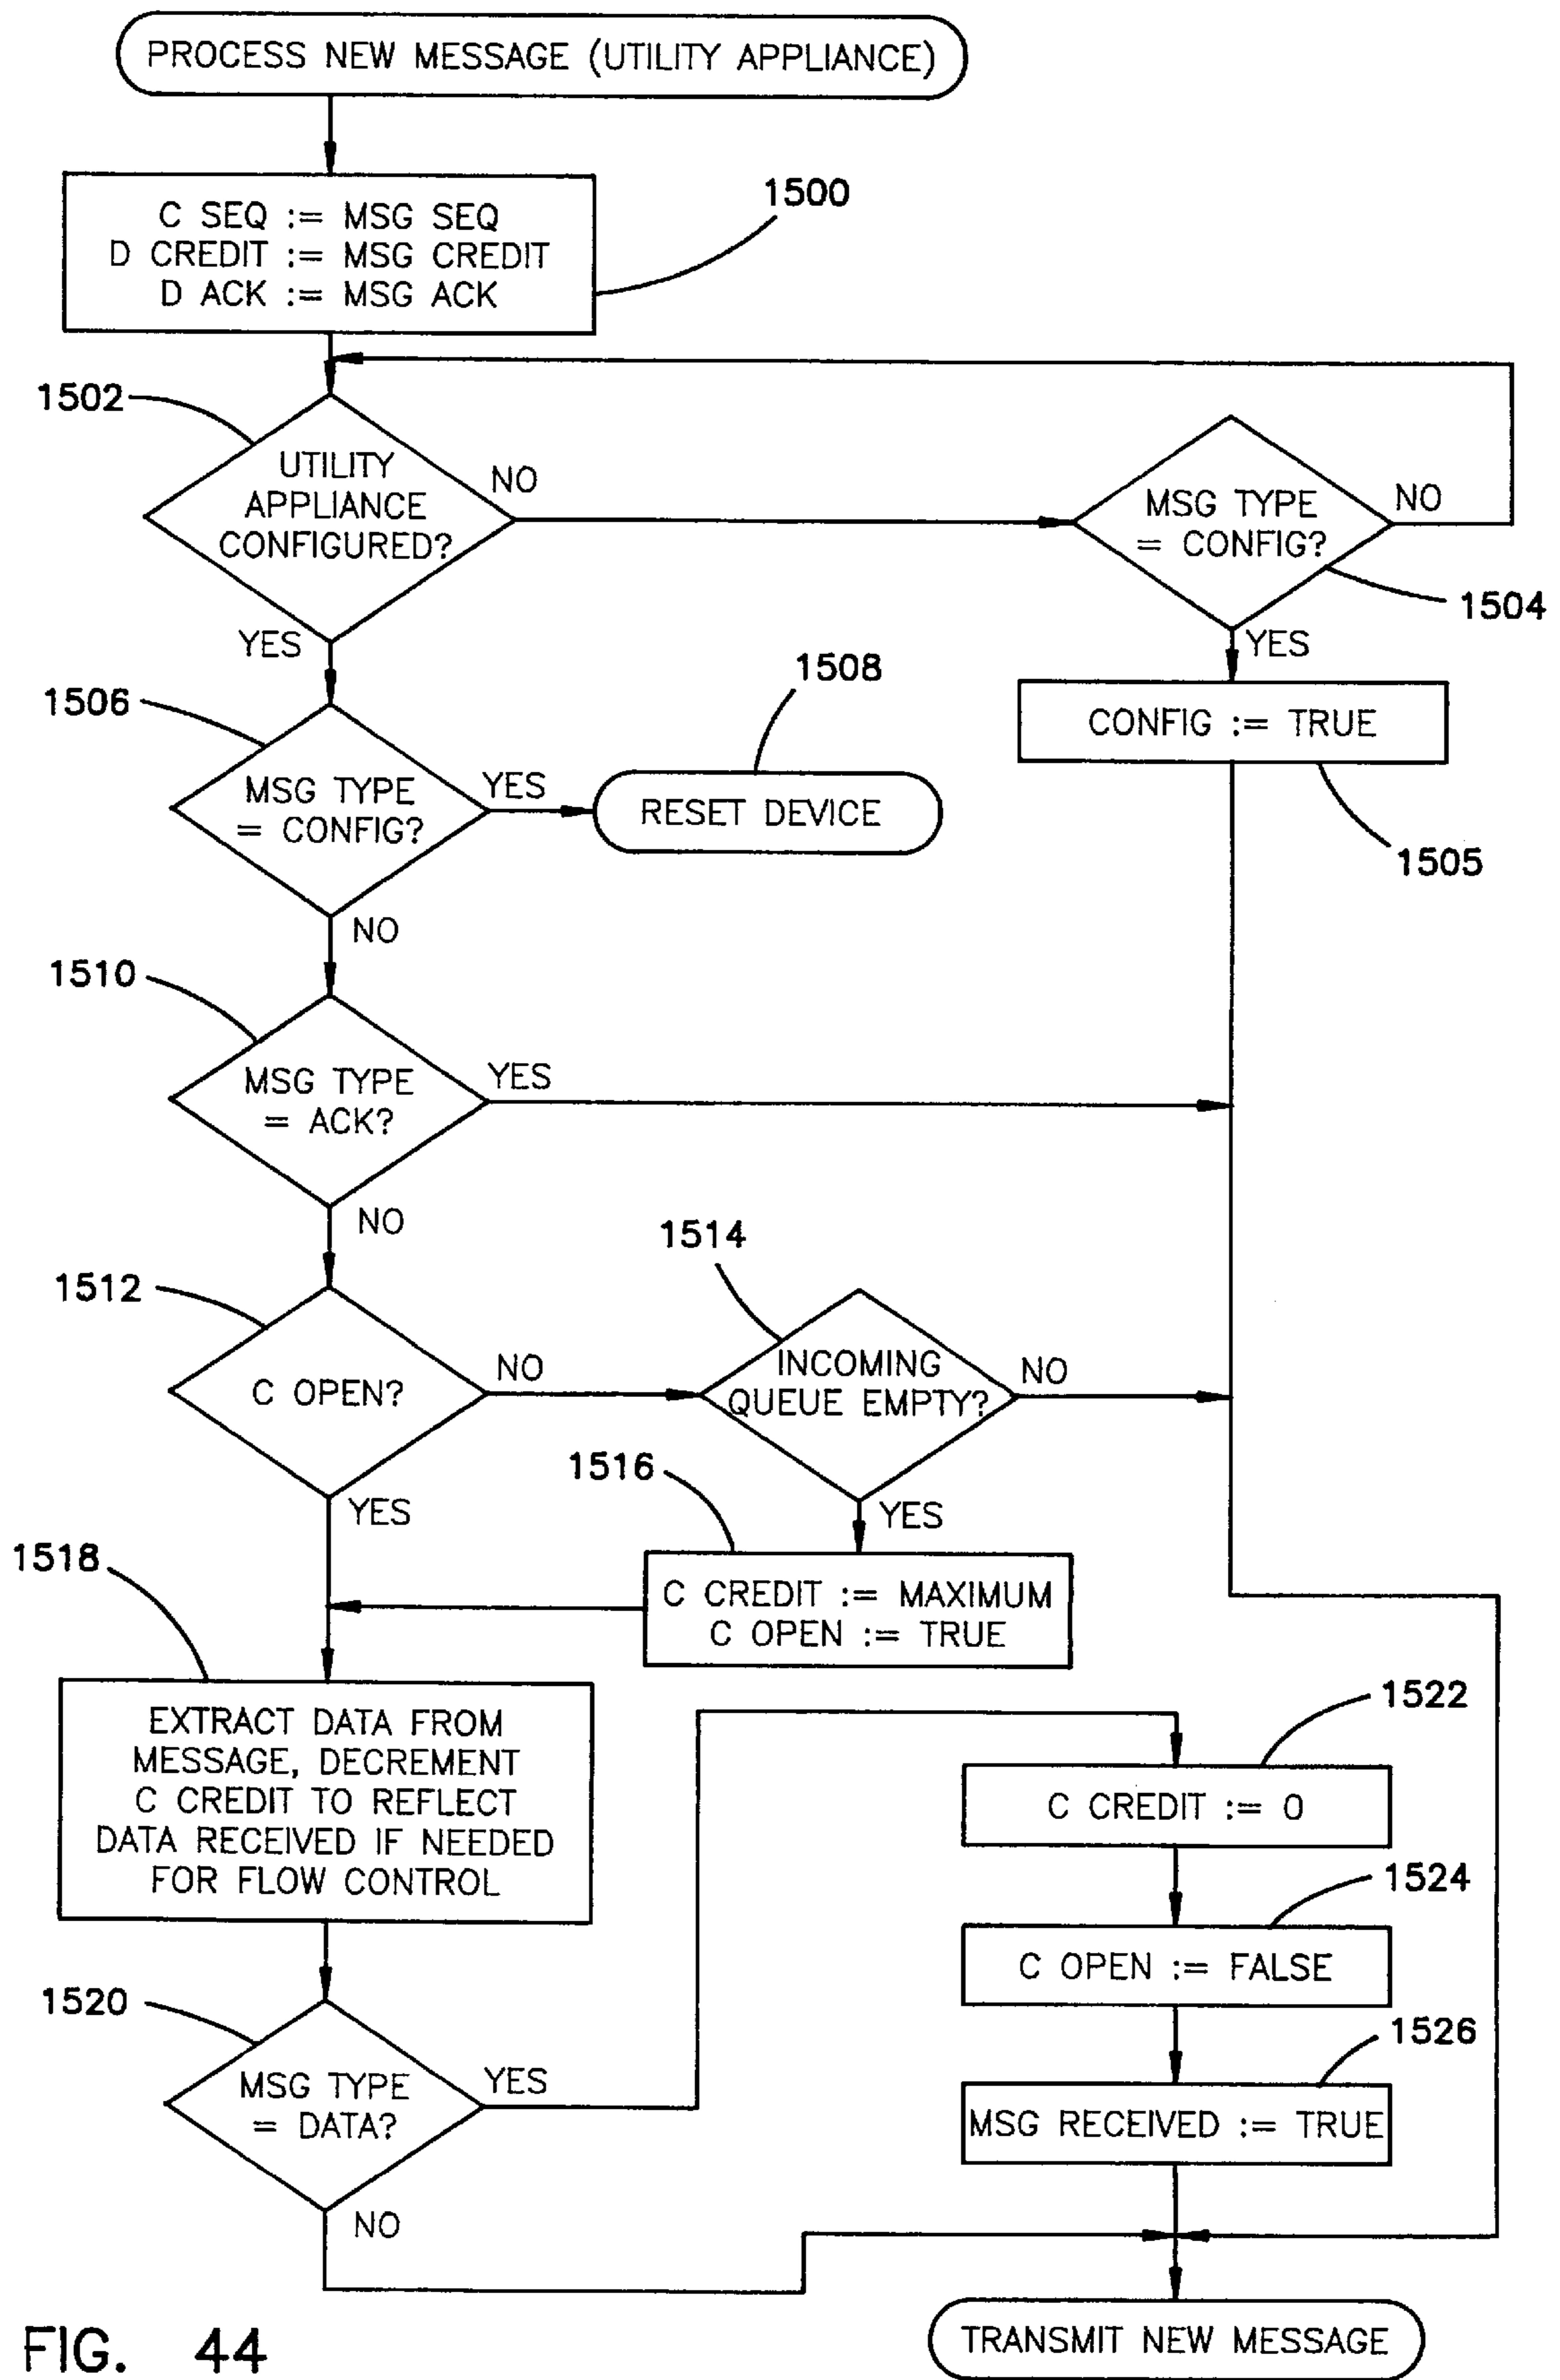 PROCESS NEW MESSAGE (UTILITY APPLIANCE)
1500
C SEQ := MSG SEQ
D CREDIT := MSG CREDIT
D ACK := MSG ACK
1502
UTILITY
APPLIANCE
CONFIGURED?
NO
YES
MSG TYPE
= CONFIG?
NO
1504
YES
CONFIG := TRUE
1505
1506
MSG TYPE
= CONFIG?
YES
1508
RESET DEVICE
NO
1510
MSG TYPE
= ACK?
YES
NO
1512
C OPEN?
NO
YES
1514
INCOMING
QUEUE EMPTY?
NO
YES
1516
C CREDIT := MAXIMUM
C OPEN := TRUE
1518
EXTRACT DATA FROM
MESSAGE, DECREMENT
C CREDIT TO REFLECT
DATA RECEIVED IF NEEDED
FOR FLOW CONTROL
1520
MSG TYPE
= DATA?
YES
NO
1522
C CREDIT := 0
1524
C OPEN := FALSE
1526
MSG RECEIVED := TRUE
TRANSMIT NEW MESSAGE
FIG. 44